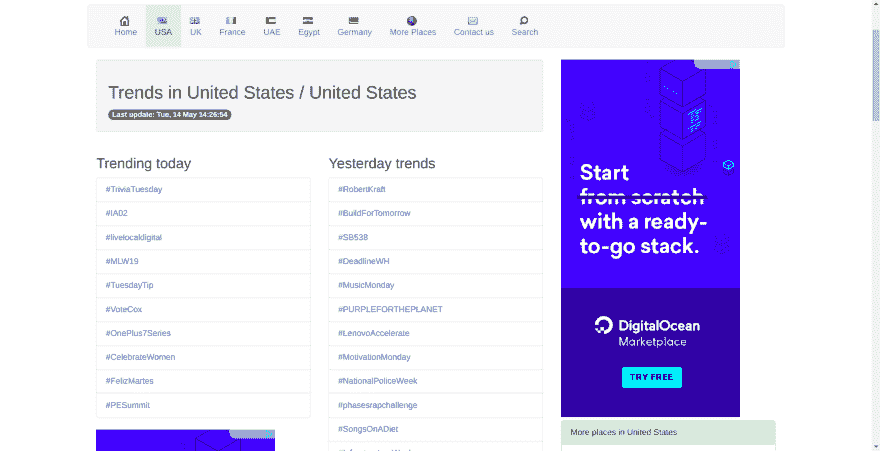 Home
USA
UK
France
UAE
Egypt
Germany
More Places
Contact us
Search
Trends in United States / United States
Last update: Tue, 14 May 14:26:54
Trending today
#TriviaTuesday
#IA02
#livelocaldigital
#MLW19
#TuesdayTip
#VoteCox
#OnePlus7Series
#CelebrateWomen
#FelizMartes
#PESummit
Yesterday trends
#RobertKraft
#BuildForTomorrow
#SB538
#DeadlineWH
#MusicMonday
#PURPLEFORTHEPLANET
#LenovoAccelerate
#MotivationMonday
#NationalPoliceWeek
#phasesrapchallenge
#SongsOnADiet
Start
from scratch
with a ready-
to-go stack.
DigitalOcean
Marketplace
TRY FREE
More places in United States